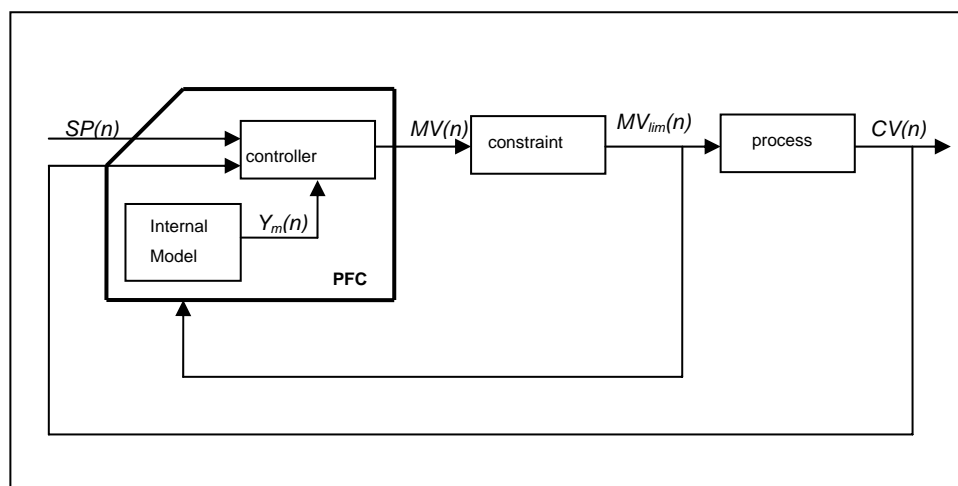 SP(n)
controller
MV(n)
constraint
MVlim(n)
process
CV(n)
Internal
Model
Ym(n)
PFC